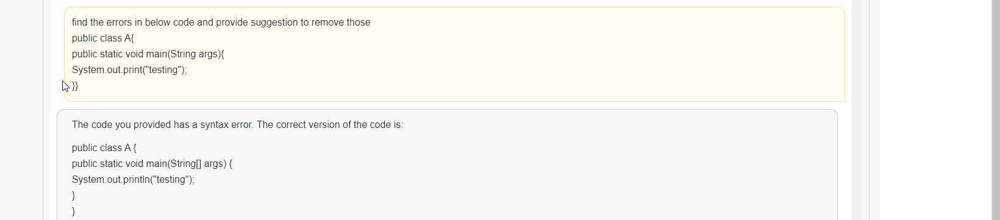 find the errors in below code and provide suggestion to remove those
public class A{
public static void main(String args){
System.out.print("testing");
}}
The code you provided has a syntax error. The correct version of the code is:
public class A {
public static void main(String[] args) {
System.out.println("testing");
}
}